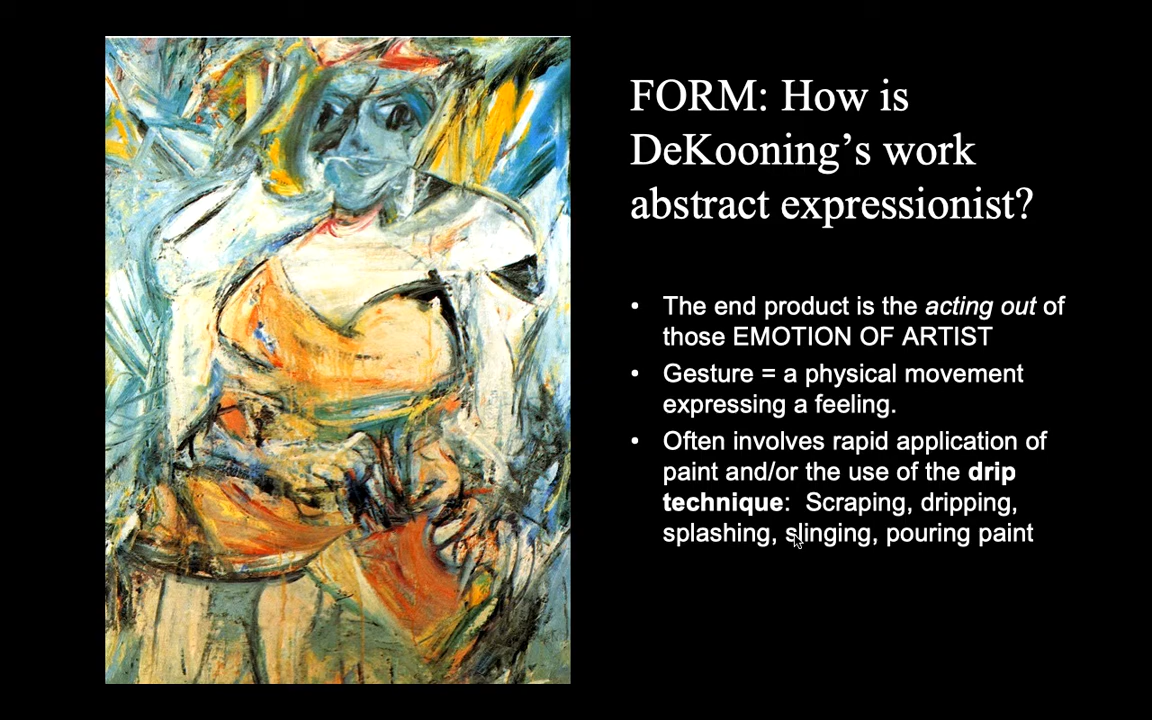 FORM: How is
DeKooning’s work
abstract expressionist?
• The end product is the acting out of
those EMOTION OF ARTIST
• Gesture = a physical movement
expressing a feeling.
• Often involves rapid application of
paint and/or the use of the drip
technique:  Scraping, dripping,
splashing, slinging, pouring paint